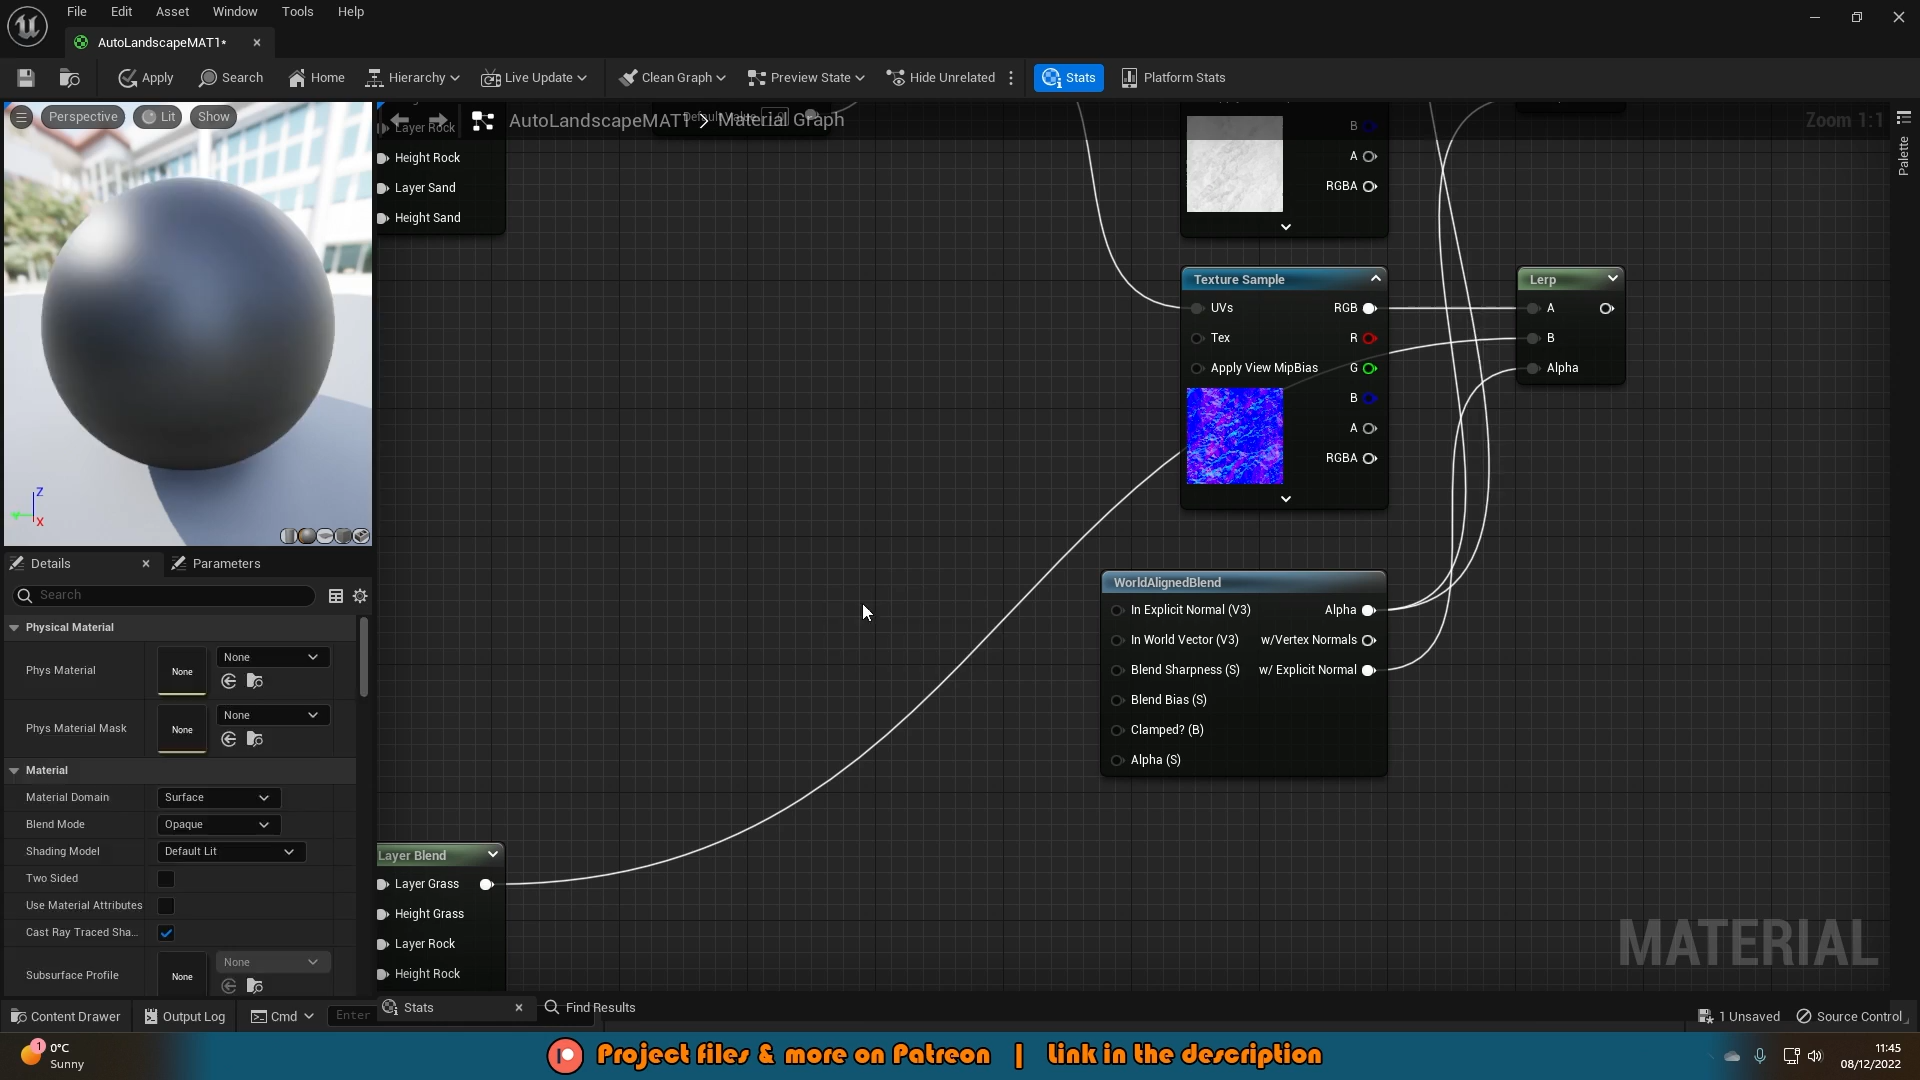 File Edit Asset Window Tools Help
AutoLandscapeMAT1*
Apply Search Home Hierarchy Live Update Clean Graph Preview State Hide Unrelated Stats Platform Stats
Perspective Lit Show
AutoLandscapeMAT1 > Material Graph
Zoom 1:1
Palette
Layer Rock
Height Rock
Layer Sand
Height Sand
B
A
RGBA
Texture Sample
UVs RGB
Tex R
Apply View MipBias G
B
A
RGBA
Lerp
A
B
Alpha
WorldAlignedBlend
In Explicit Normal (V3) Alpha
In World Vector (V3) w/Vertex Normals
Blend Sharpness (S) w/ Explicit Normal
Blend Bias (S)
Clamped? (B)
Alpha (S)
Layer Blend
Layer Grass
Height Grass
Layer Rock
Height Rock
MATERIAL
Z
X
Details Parameters
Search
Physical Material
Phys Material None None
Phys Material Mask None None
Material
Material Domain Surface
Blend Mode Opaque
Shading Model Default Lit
Two Sided
Use Material Attributes
Cast Ray Traced Sha...
Subsurface Profile None None
Stats Find Results
Content Drawer Output Log Cmd Enter 1 Unsaved Source Control
1 0°C
Sunny
Project files & more on Patreon | Link in the description
11:45
08/12/2022